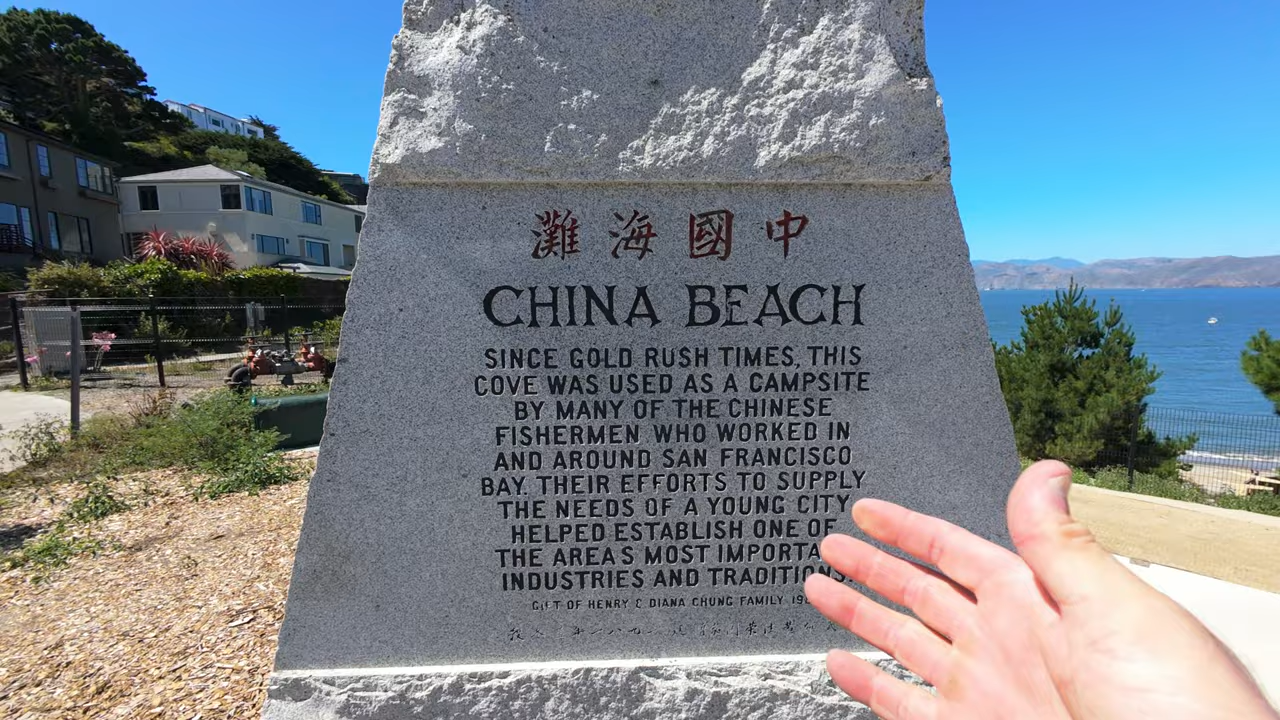 中國海灘
CHINA BEACH
SINCE GOLD RUSH TIMES, THIS
COVE WAS USED AS A CAMPSITE
BY MANY OF THE CHINESE
FISHERMEN WHO WORKED IN
AND AROUND SAN FRANCISCO
BAY. THEIR EFFORTS TO SUPPLY
THE NEEDS OF A YOUNG CITY
HELPED ESTABLISH ONE OF
THE AREAS MOST
INDUSTRIES AND TRADITIONS.
GIFT OF HENRY & DIANA CHUNG FAMILY